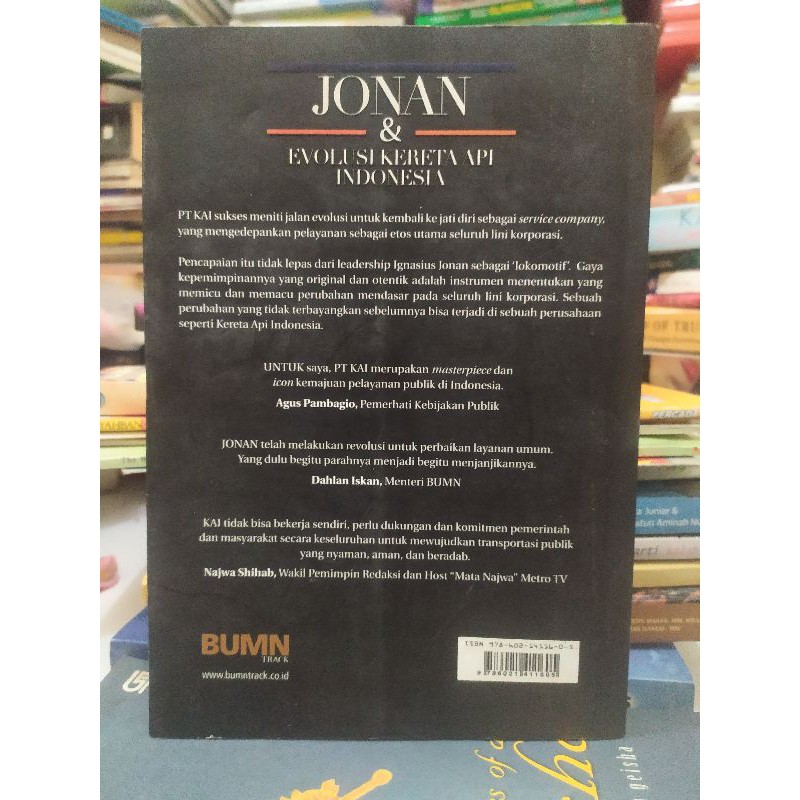 JONAN
&
EVOLUSI KERETA API
INDONESIA
PT KAI sukses meniti jalan evolusi untuk kembali ke jati diri sebagai service company,
yang mengedepankan pelayanan sebagai etos utama seluruh lini korporasi.
Pencapaian itu tidak lepas dari leadership Ignasius Jonan sebagai 'lokomotif'. Gaya
kepemimpinannya yang original dan otentik adalah instrumen menentukan yang
memicu dan memacu perubahan mendasar pada seluruh lini korporasi. Sebuah
perubahan yang tidak terbayangkan sebelumnya bisa terjadi di sebuah perusahaan
seperti Kereta Api Indonesia.
UNTUK saya, PT KAI merupakan masterpiece dan
icon kemajuan pelayanan publik di Indonesia.
Agus Pambagio, Pemerhati Kebijakan Publik
JONAN telah melakukan revolusi untuk perbaikan layanan umum.
Yang dulu begitu parahnya menjadi begitu menjanjikannya.
Dahlan Iskan, Menteri BUMN
KAI tidak bisa bekerja sendiri, perlu dukungan dan komitmen pemerintah
dan masyarakat secara keseluruhan untuk mewujudkan transportasi publik
yang nyaman, aman, dan beradab.
Najwa Shihab, Wakil Pemimpin Redaksi dan Host "Mata Najwa" Metro TV
BUMN
TRACK
www.bumntrack.co.id
ISBN
geisha
s of a